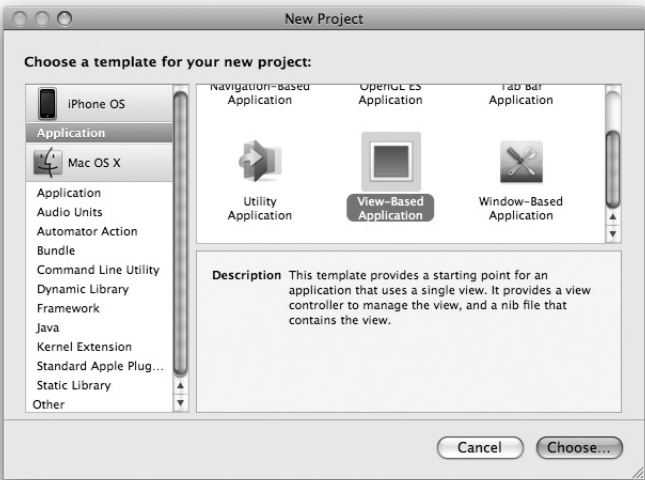 New Project
Choose a template for your new project:
iPhone OS
Application
Mac OS X
Application
Audio Units
Automator Action
Bundle
Command Line Utility
Dynamic Library
Framework
Java
Kernel Extension
Standard Apple Plug...
Static Library
Other
Navigation-Based
Application
OpenGL ES
Application
Tab Bar
Application
Utility
Application
View-Based
Application
Window-Based
Application
Description This template provides a starting point for an
application that uses a single view. It provides a view
controller to manage the view, and a nib file that
contains the view.
Cancel
Choose...